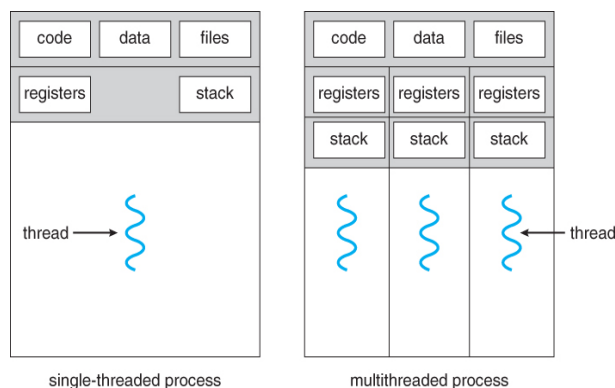 code data files
registers stack
thread
single-threaded process
code data files
registers registers registers
stack stack stack
thread
multithreaded process